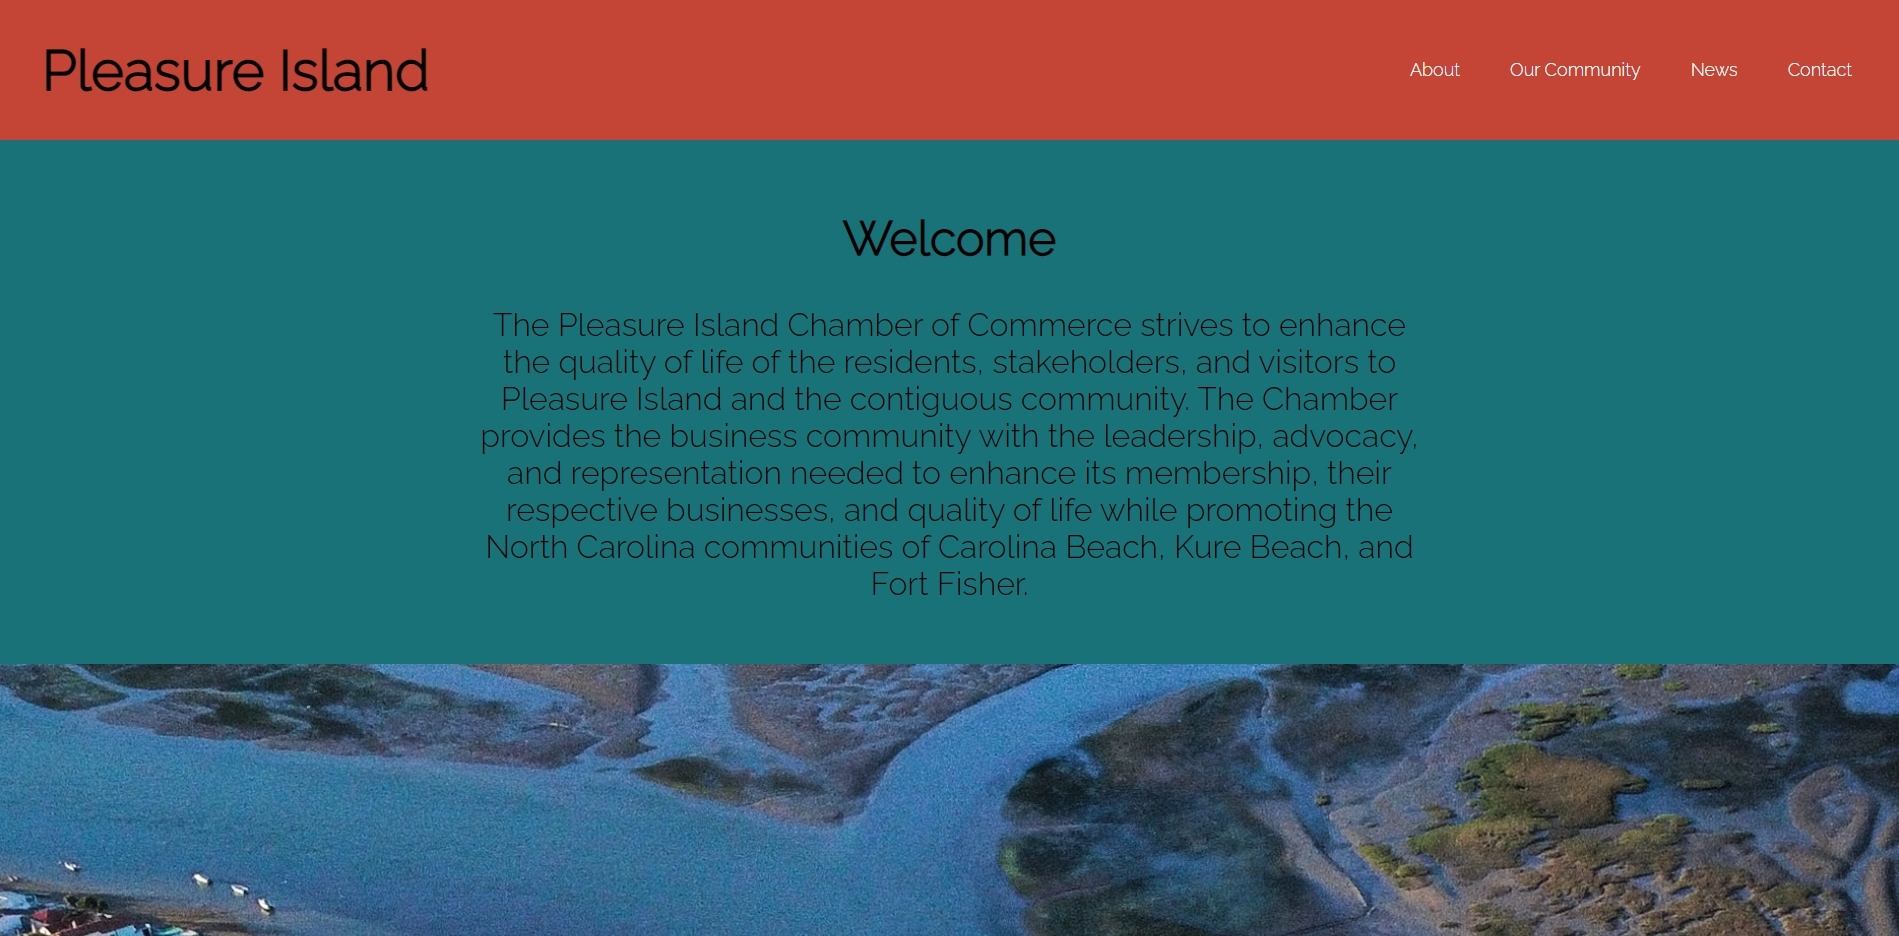 Pleasure Island
About
Our Community
News
Contact
Welcome
The Pleasure Island Chamber of Commerce strives to enhance
the quality of life of the residents, stakeholders, and visitors to
Pleasure Island and the contiguous community. The Chamber
provides the business community with the leadership, advocacy,
and representation needed to enhance its membership, their
respective businesses, and quality of life while promoting the
North Carolina communities of Carolina Beach, Kure Beach, and
Fort Fisher.